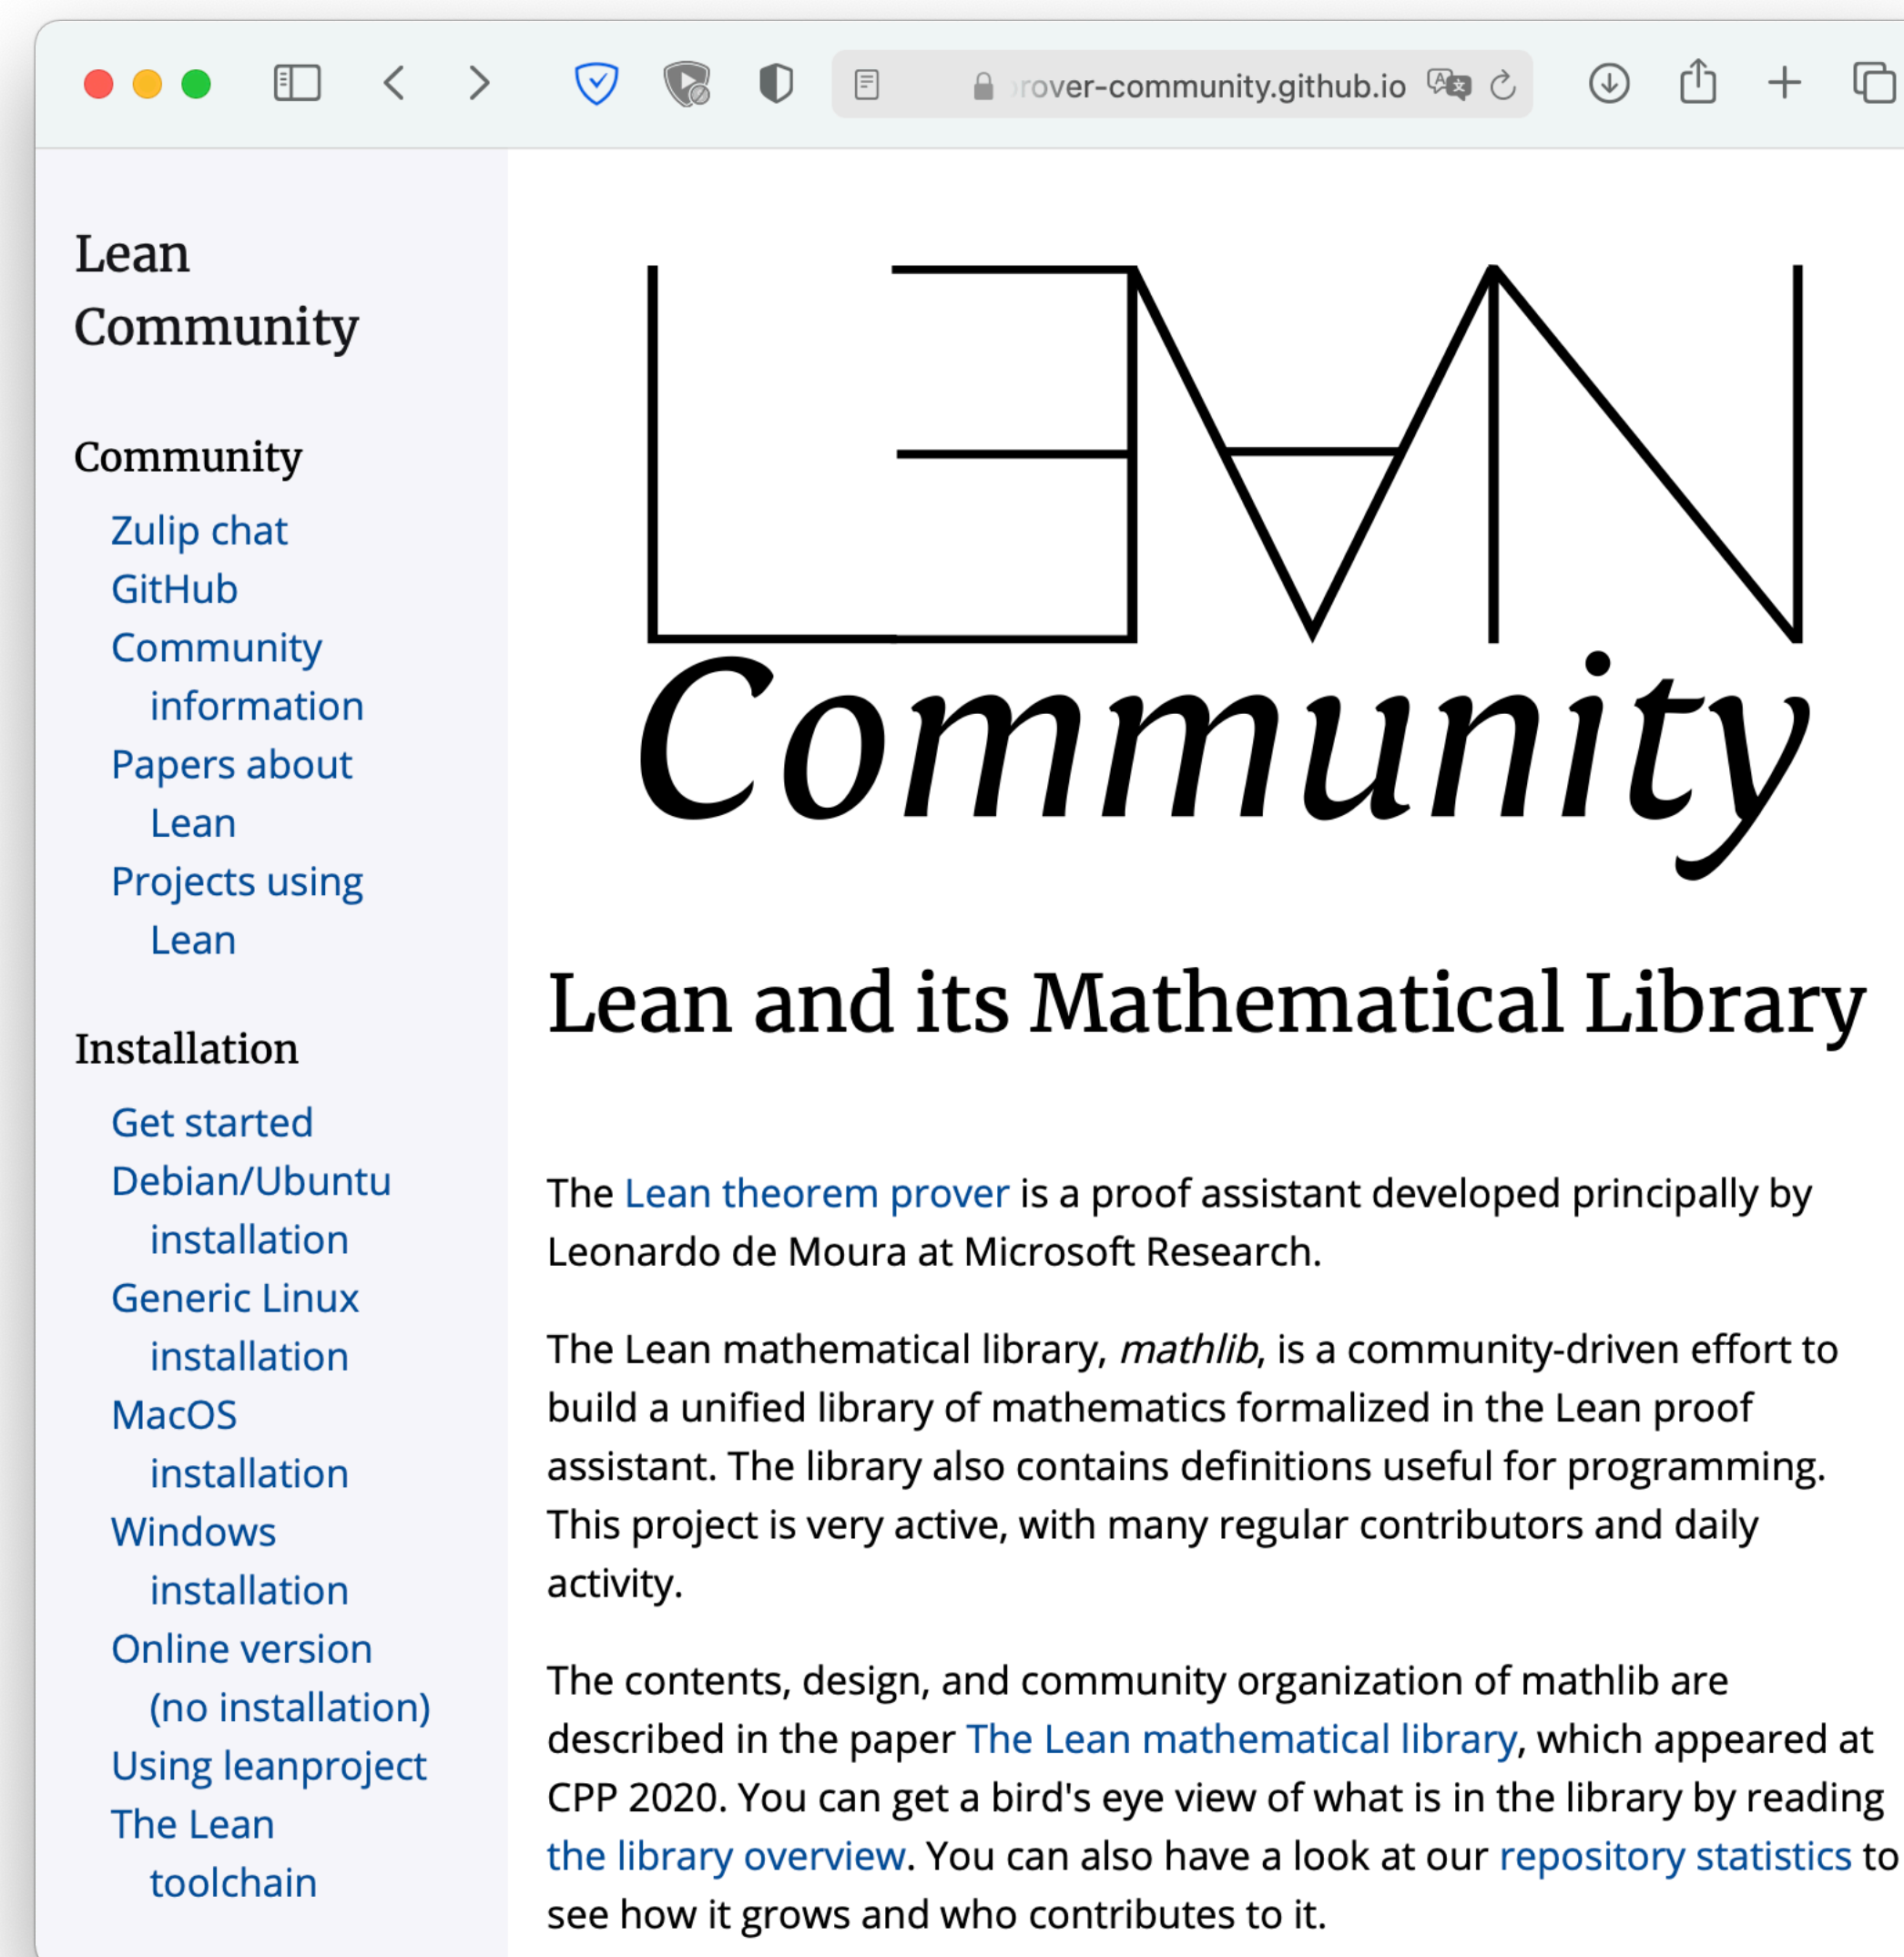 rover-community.github.io
Lean
Community
Community
Zulip chat
GitHub
Community
information
Papers about
Lean
Projects using
Lean
Installation
Get started
Debian/Ubuntu
installation
Generic Linux
installation
MacOS
installation
Windows
installation
Online version
(no installation)
Using leanproject
The Lean
toolchain
L∃∀N
Community
Lean and its Mathematical Library
The Lean theorem prover is a proof assistant developed principally by
Leonardo de Moura at Microsoft Research.
The Lean mathematical library, mathlib, is a community-driven effort to
build a unified library of mathematics formalized in the Lean proof
assistant. The library also contains definitions useful for programming.
This project is very active, with many regular contributors and daily
activity.
The contents, design, and community organization of mathlib are
described in the paper The Lean mathematical library, which appeared at
CPP 2020. You can get a bird's eye view of what is in the library by reading
the library overview. You can also have a look at our repository statistics to
see how it grows and who contributes to it.